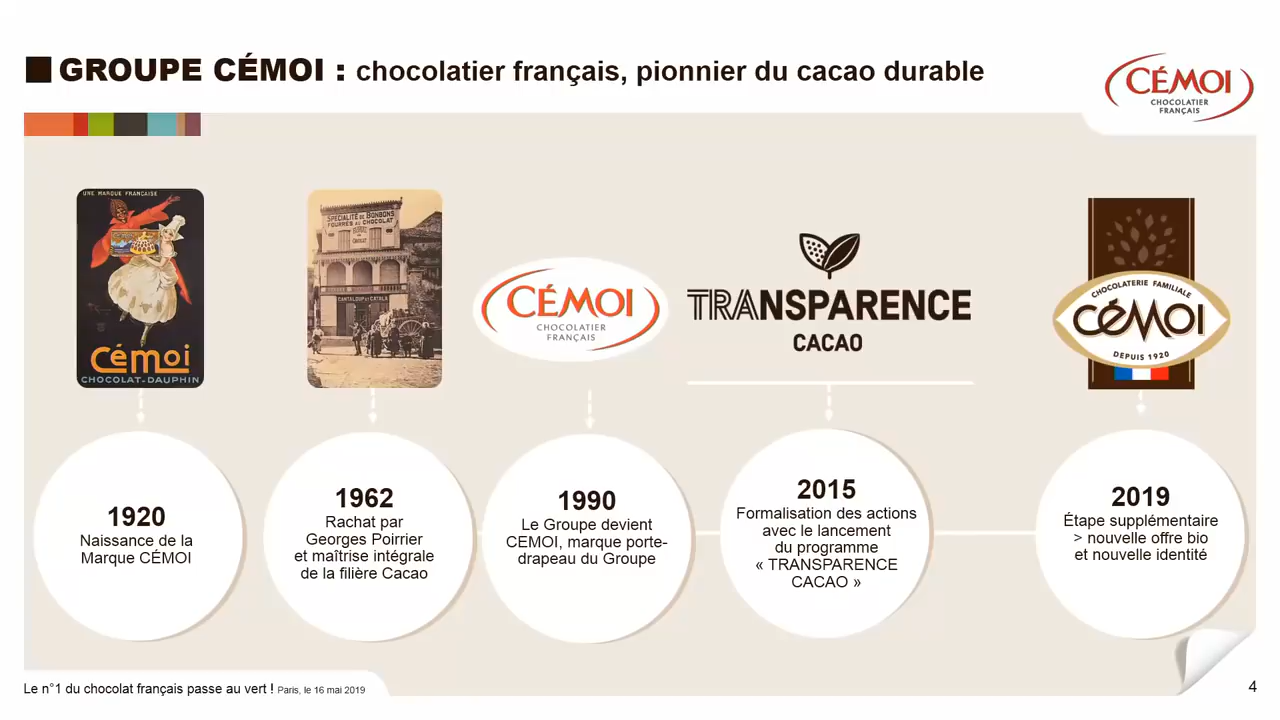 GROUPE CÉMOI : chocolatier français, pionnier du cacao durable
CÉMOI
CHOCOLATIER
FRANÇAIS
UNE MARQUE FRANÇAISE
Cémoi
CHOCOLAT-DAUPHIN
SPÉCIALITÉ DE BONBONS
FOURRÉS AU CHOCOLAT
CANTALOUP ET CATALA
CÉMOI
CHOCOLATIER
FRANÇAIS
TRANSPARENCE
CACAO
CHOCOLATERIE FAMILIALE
CÉMOI
DEPUIS 1920
1920
Naissance de la
Marque CÉMOI
1962
Rachat par
Georges Poirrier
et maîtrise intégrale
de la filière Cacao
1990
Le Groupe devient
CEMOI, marque porte-
drapeau du Groupe
2015
Formalisation des actions
avec le lancement
du programme
« TRANSPARENCE
CACAO »
2019
Étape supplémentaire
> nouvelle offre bio
et nouvelle identité
Le n°1 du chocolat français passe au vert ! Paris, le 16 mai 2019
4